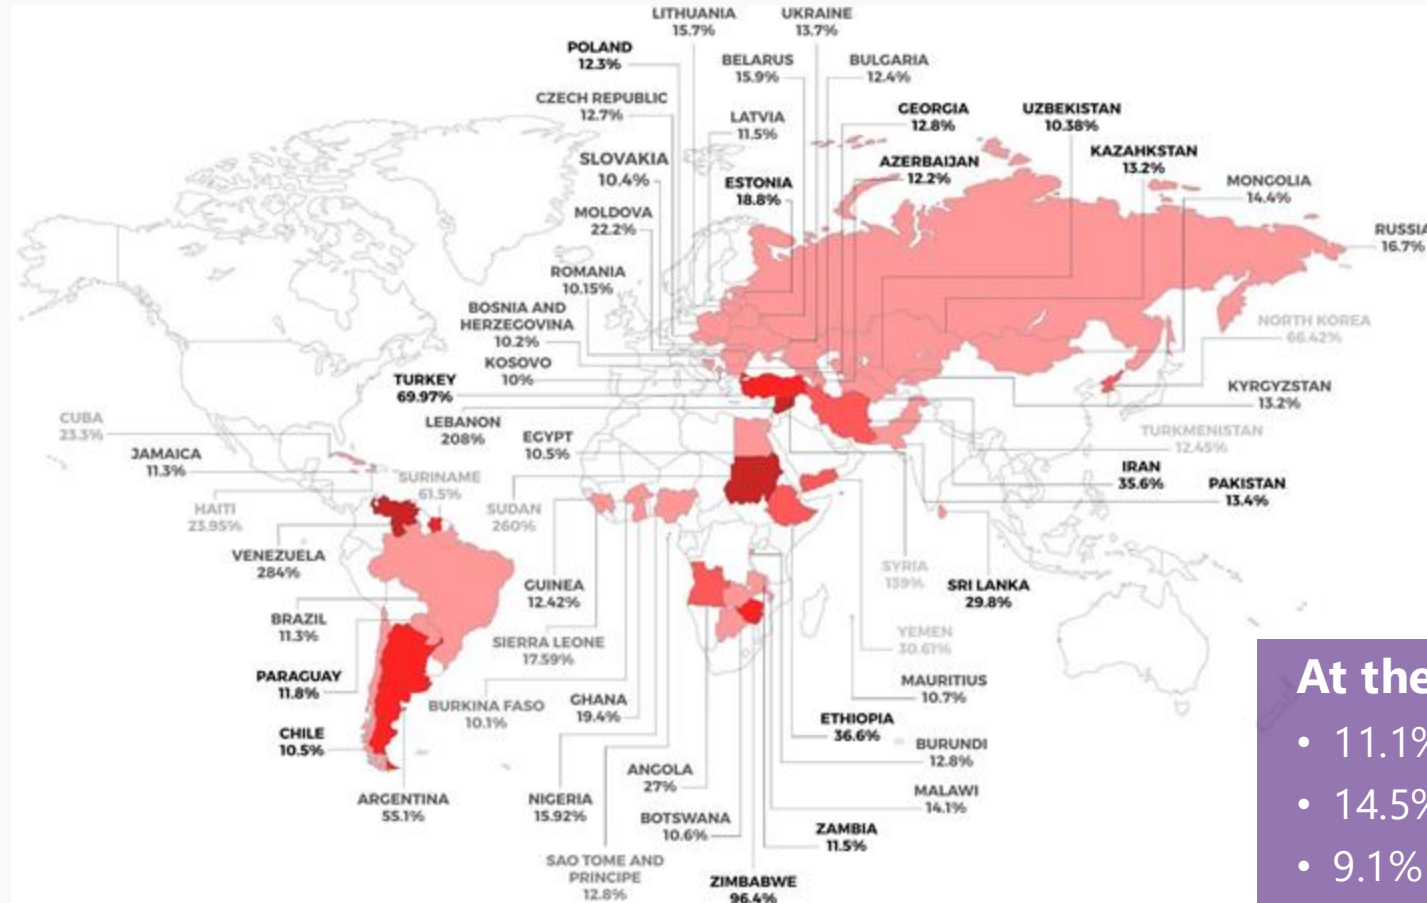 LITHUANIA
15.7%
UKRAINE
13.7%
POLAND
12.3%
BELARUS
15.9%
BULGARIA
12.4%
CZECH REPUBLIC
12.7%
LATVIA
11.5%
GEORGIA
12.8%
UZBEKISTAN
10.38%
SLOVAKIA
10.4%
ESTONIA
18.8%
AZERBAIJAN
12.2%
KAZAHKSTAN
13.2%
MONGOLIA
14.4%
MOLDOVA
22.2%
RUSSIA
16.7%
ROMANIA
10.15%
BOSNIA AND
HERZEGOVINA
10.2%
NORTH KOREA
66.42%
KOSOVO
10%
TURKEY
69.97%
KYRGYZSTAN
13.2%
CUBA
23.3%
LEBANON
208%
TURKMENISTAN
12.45%
JAMAICA
11.3%
EGYPT
10.5%
IRAN
35.6%
PAKISTAN
13.4%
SURINAME
61.5%
HAITI
23.95%
SUDAN
260%
VENEZUELA
284%
GUINEA
12.42%
SYRIA
139%
SRI LANKA
29.8%
BRAZIL
11.3%
SIERRA LEONE
17.59%
YEMEN
30.61%
PARAGUAY
11.8%
BURKINA FASO
10.1%
GHANA
19.4%
MAURITIUS
10.7%
CHILE
10.5%
ETHIOPIA
36.6%
BURUNDI
12.8%
ARGENTINA
55.1%
NIGERIA
15.92%
ANGOLA
27%
BOTSWANA
10.6%
MALAWI
14.1%
ZAMBIA
11.5%
SAO TOME AND
PRINCIPE
12.8%
ZIMBABWE
96.4%
At the
• 11.1%
• 14.5%
• 9.1%